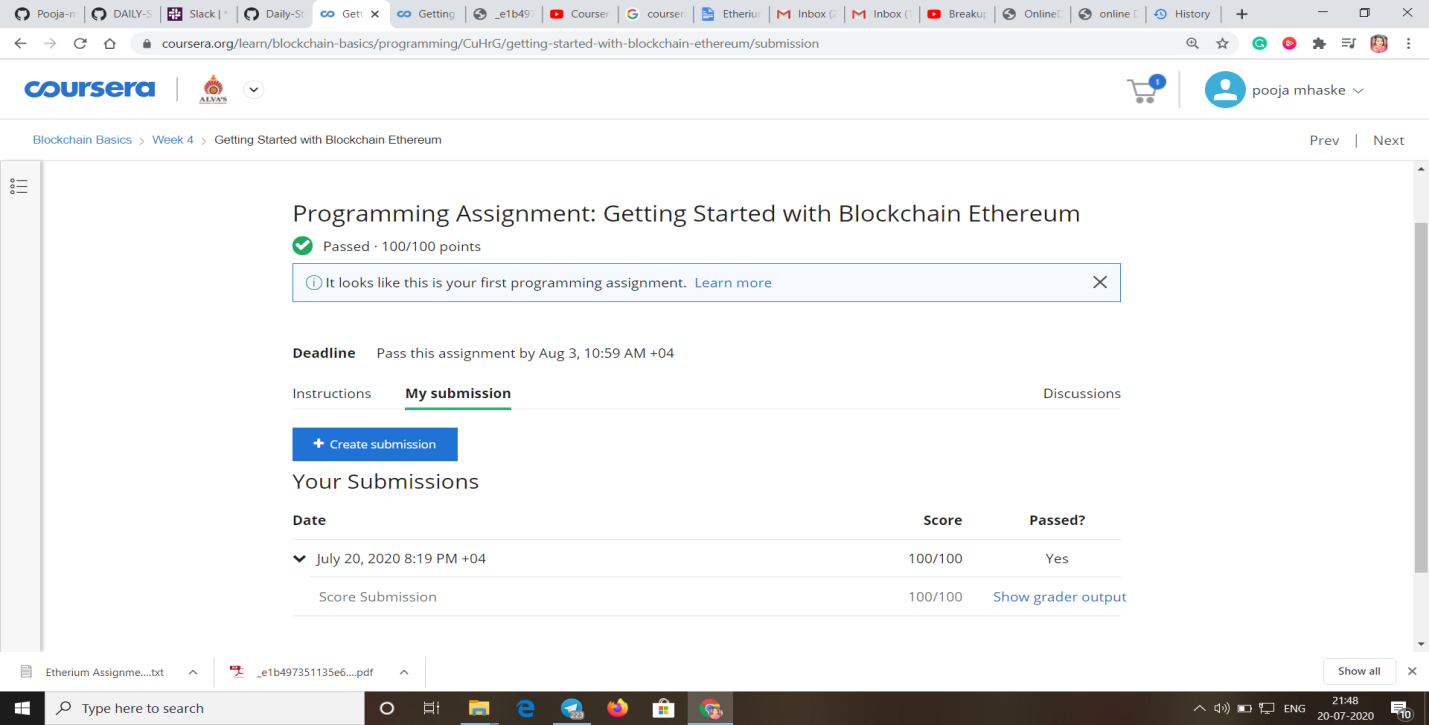 Pooja-m DAILY-S Slack | * Daily-St Gett Getting _e1b497 Courser courser. Etheriu Inbox (2 Inbox (1 Breakup OnlineD online D History
coursera.org/learn/blockchain-basics/programming/CuHrG/getting-started-with-blockchain-ethereum/submission
coursera ALVA'S 1 pooja mhaske
Blockchain Basics > Week 4 > Getting Started with Blockchain Ethereum Prev | Next
Programming Assignment: Getting Started with Blockchain Ethereum
Passed · 100/100 points
It looks like this is your first programming assignment. Learn more
Deadline Pass this assignment by Aug 3, 10:59 AM +04
Instructions My submission Discussions
+ Create submission
Your Submissions
Date Score Passed?
July 20, 2020 8:19 PM +04 100/100 Yes
Score Submission 100/100 Show grader output
Etherium Assignme....txt _e1b497351135e6....pdf Show all
Type here to search 223 ENG 21:48
20-07-2020 10